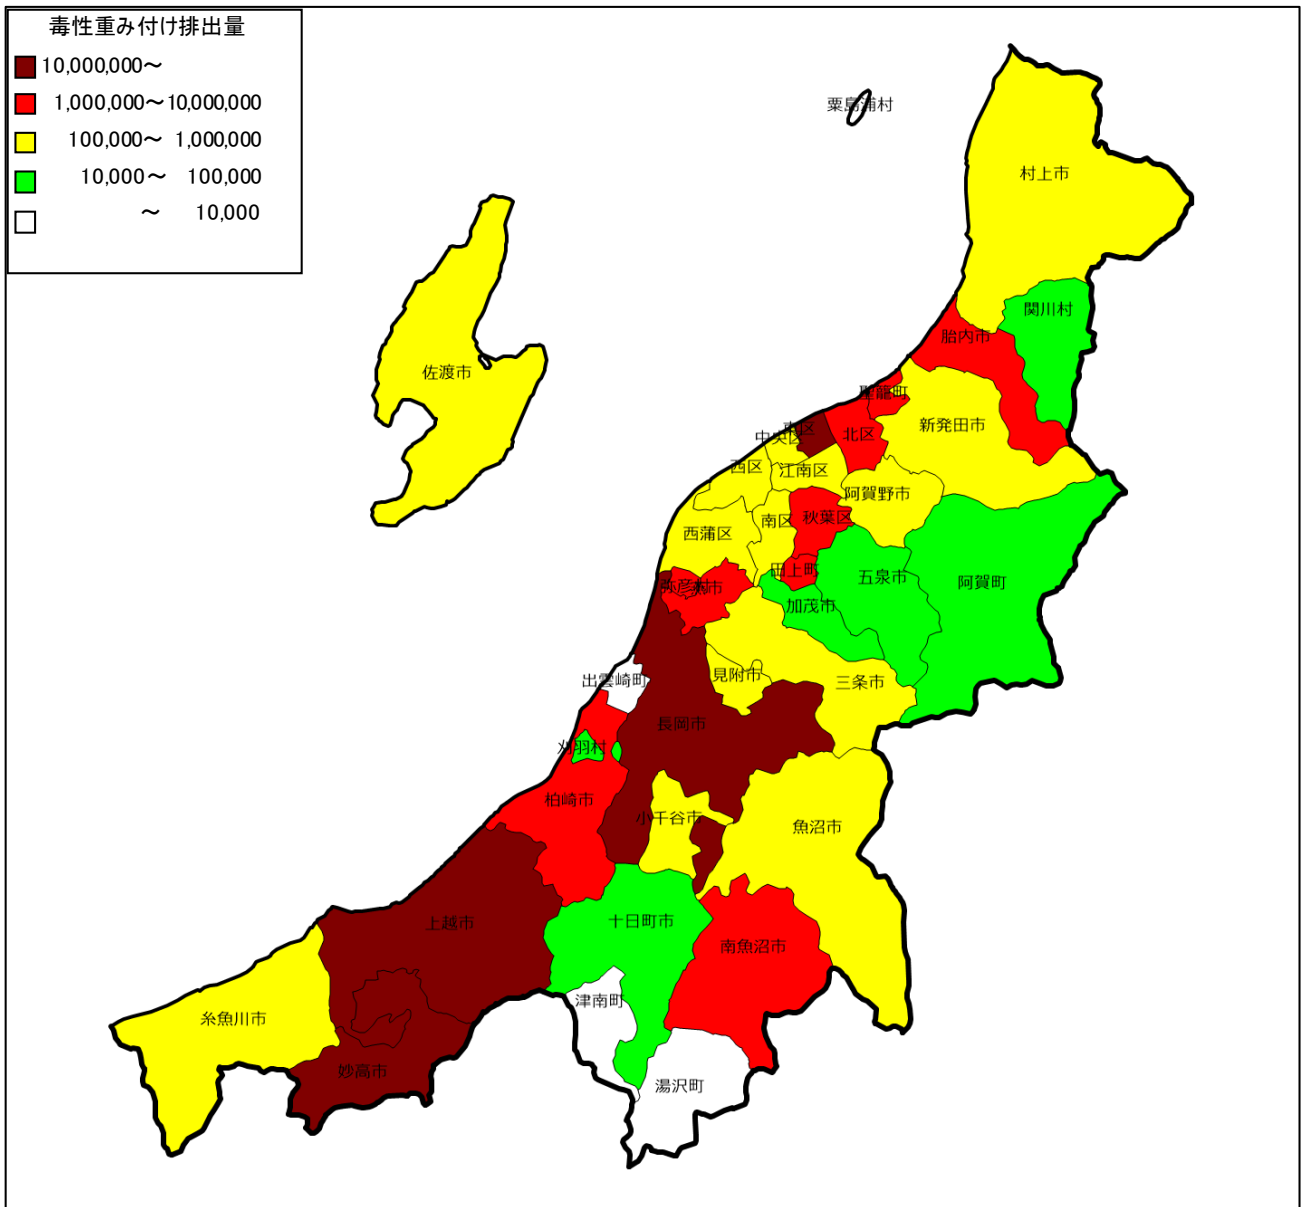 毒性重み付け排出量
10,000,000～
1,000,000～10,000,000
100,000～ 1,000,000
10,000～ 100,000
～ 10,000
粟島浦村
村上市
関川村
胎内市
佐渡市
聖籠町
新発田市
東区
北区
中央区
西区
江南区
阿賀野市
秋葉区
南区
西蒲区
田上町
五泉市
阿賀町
弥彦村
燕市
加茂市
出雲崎町
見附市
三条市
長岡市
刈羽村
柏崎市
小千谷市
魚沼市
上越市
十日町市
南魚沼市
津南町
糸魚川市
妙高市
湯沢町